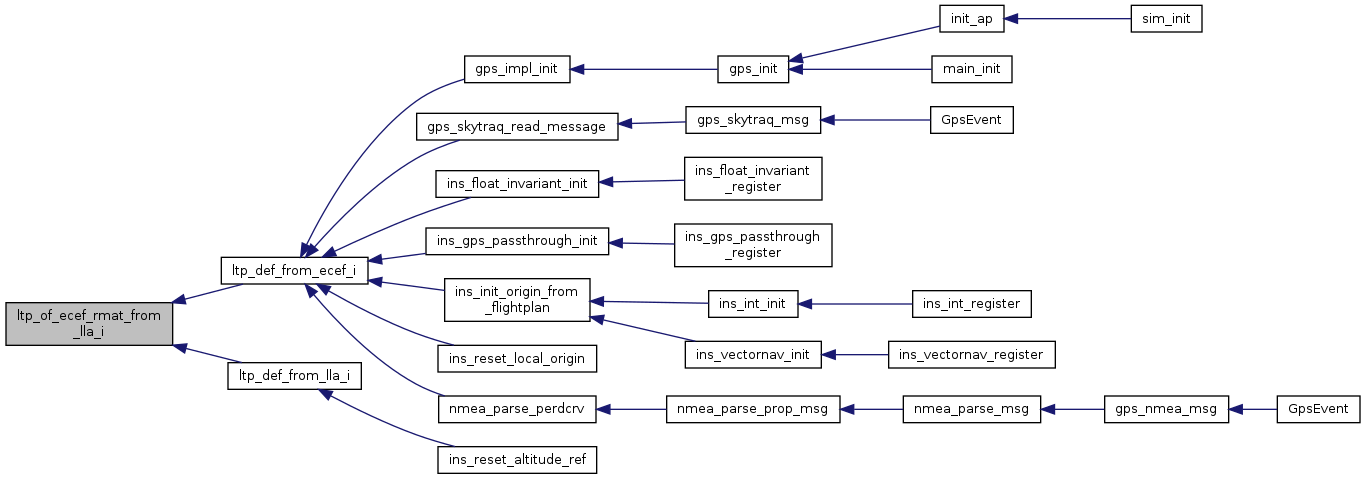 init_ap
sim_init
gps_impl_init
gps_init
main_init
gps_skytraq_read_message
gps_skytraq_msg
GpsEvent
ins_float_invariant_init
ins_float_invariant
_register
ins_gps_passthrough_init
ins_gps_passthrough
_register
ltp_def_from_ecef_i
ins_init_origin_from
_flightplan
ins_int_init
ins_int_register
ltp_of_ecef_rmat_from
_lla_i
ins_reset_local_origin
ins_vectornav_init
ins_vectornav_register
ltp_def_from_lla_i
nmea_parse_perdcrv
nmea_parse_prop_msg
nmea_parse_msg
gps_nmea_msg
GpsEvent
ins_reset_altitude_ref